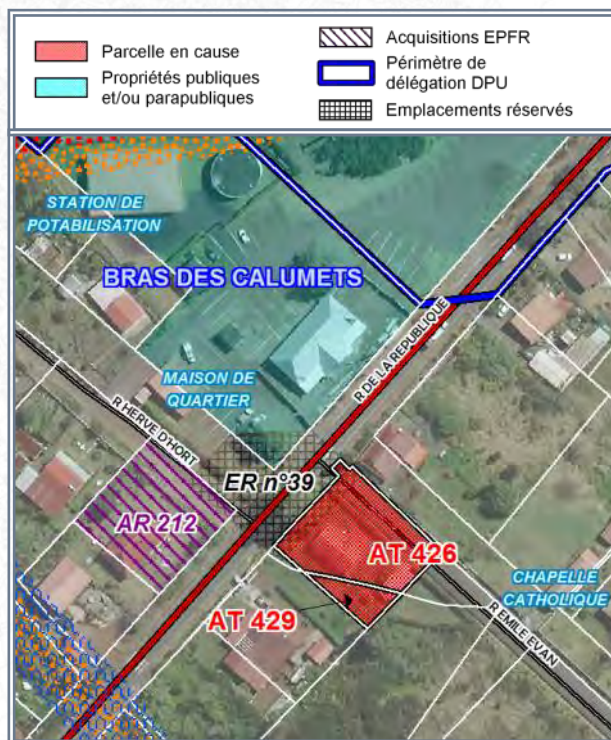 Parcelle en cause
Propriétés publiques
et/ou parapubliques
Acquisitions EPFR
Périmètre de
délégation DPU
Emplacements réservés
STATION DE
POTABILISATION
BRAS DES CALUMETS
R DE LA REPUBLIQUE
MAISON DE
QUARTIER
R HERVE D'HORT
ER n°39
AR 212
AT 426
CHAPELLE
CATHOLIQUE
AT 429
R EMILE EVAN